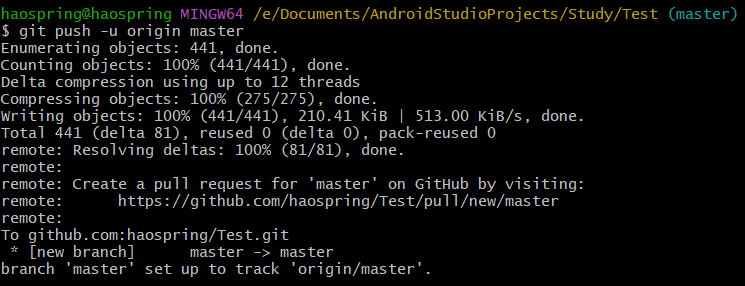 haospring@haospring MINGW64 /e/Documents/AndroidStudioProjects/Study/Test (master)
$ git push -u origin master
Enumerating objects: 441, done.
Counting objects: 100% (441/441), done.
Delta compression using up to 12 threads
Compressing objects: 100% (275/275), done.
Writing objects: 100% (441/441), 210.41 KiB | 513.00 KiB/s, done.
Total 441 (delta 81), reused 0 (delta 0), pack-reused 0
remote: Resolving deltas: 100% (81/81), done.
remote:
remote: Create a pull request for 'master' on GitHub by visiting:
remote:      https://github.com/haospring/Test/pull/new/master
remote:
To github.com:haospring/Test.git
 * [new branch]      master -> master
branch 'master' set up to track 'origin/master'.